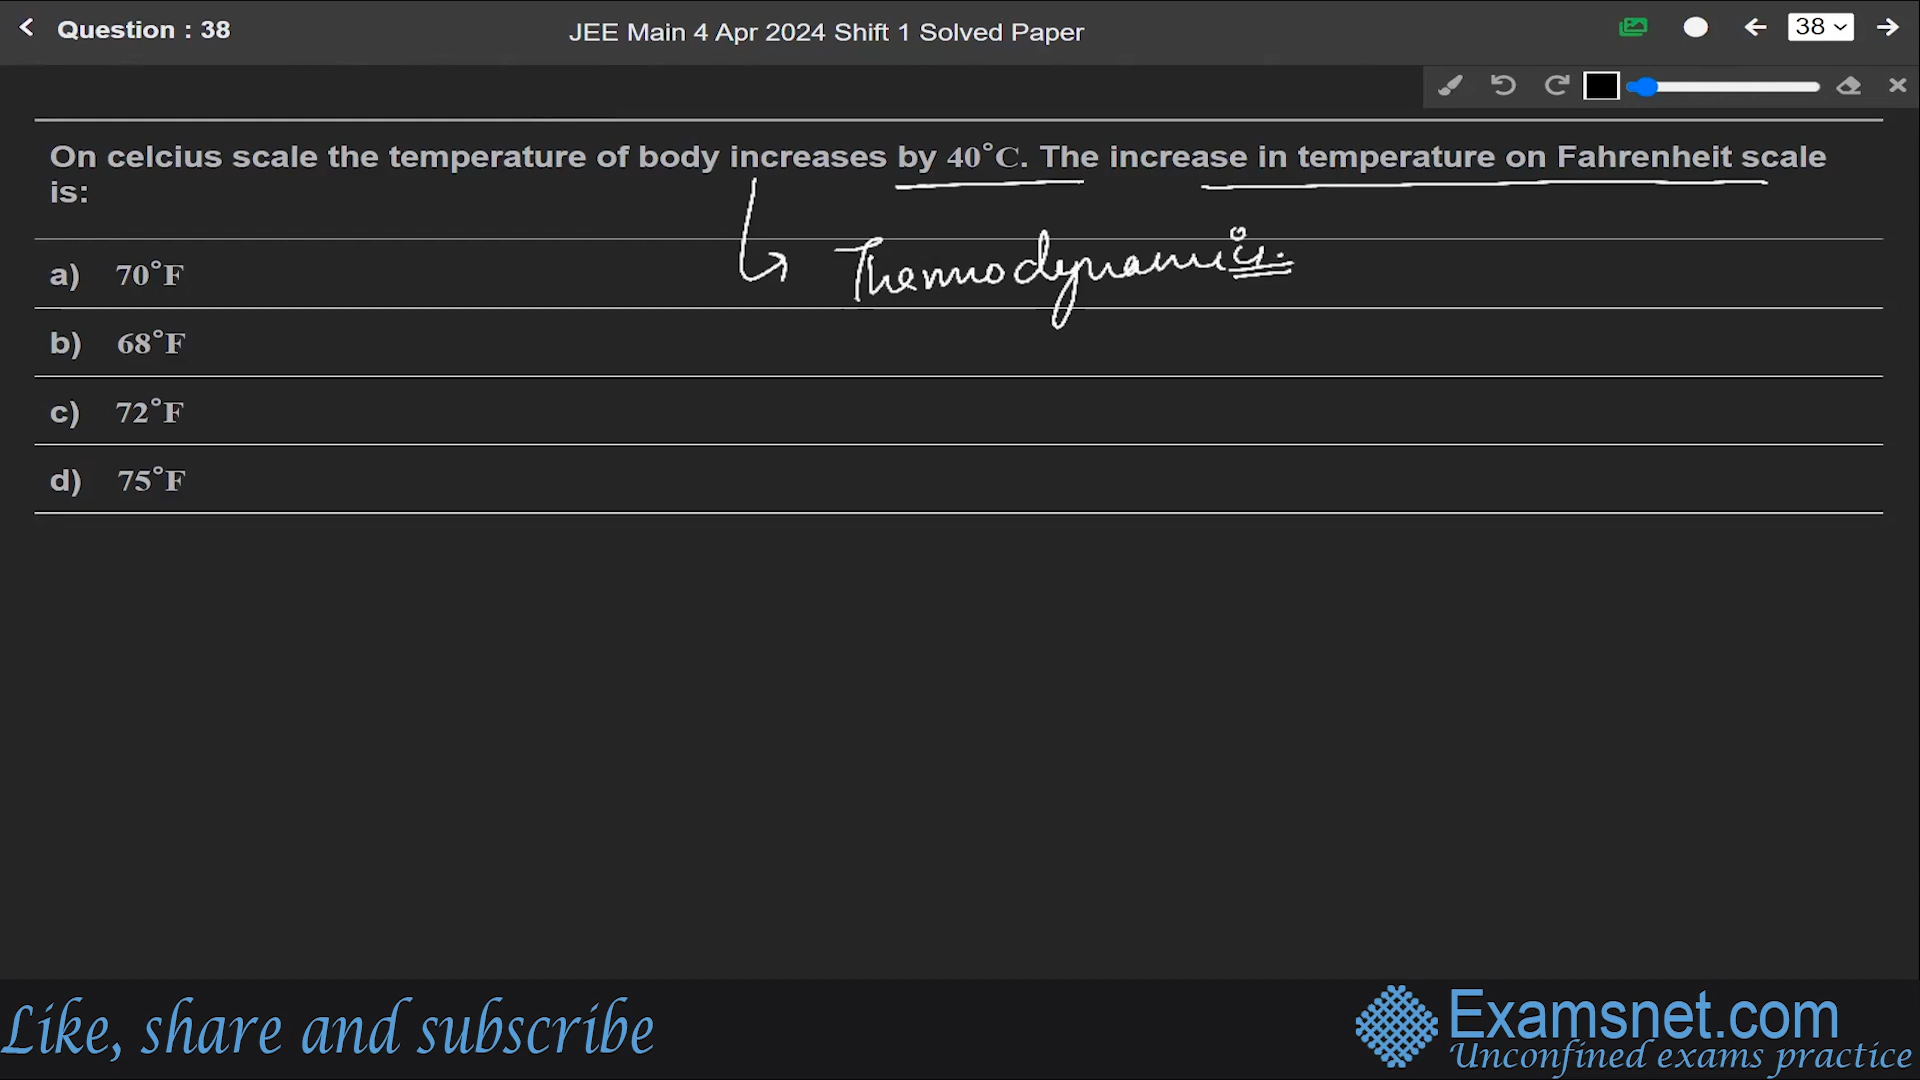 Question : 38
JEE Main 4 Apr 2024 Shift 1 Solved Paper
38
On celcius scale the temperature of body increases by 40°C. The increase in temperature on Fahrenheit scale
is:
Thermodynamics.
a) 70°F
b) 68°F
c) 72°F
d) 75°F
Like, share and subscribe
Examsnet.com
Unconfined exams practice